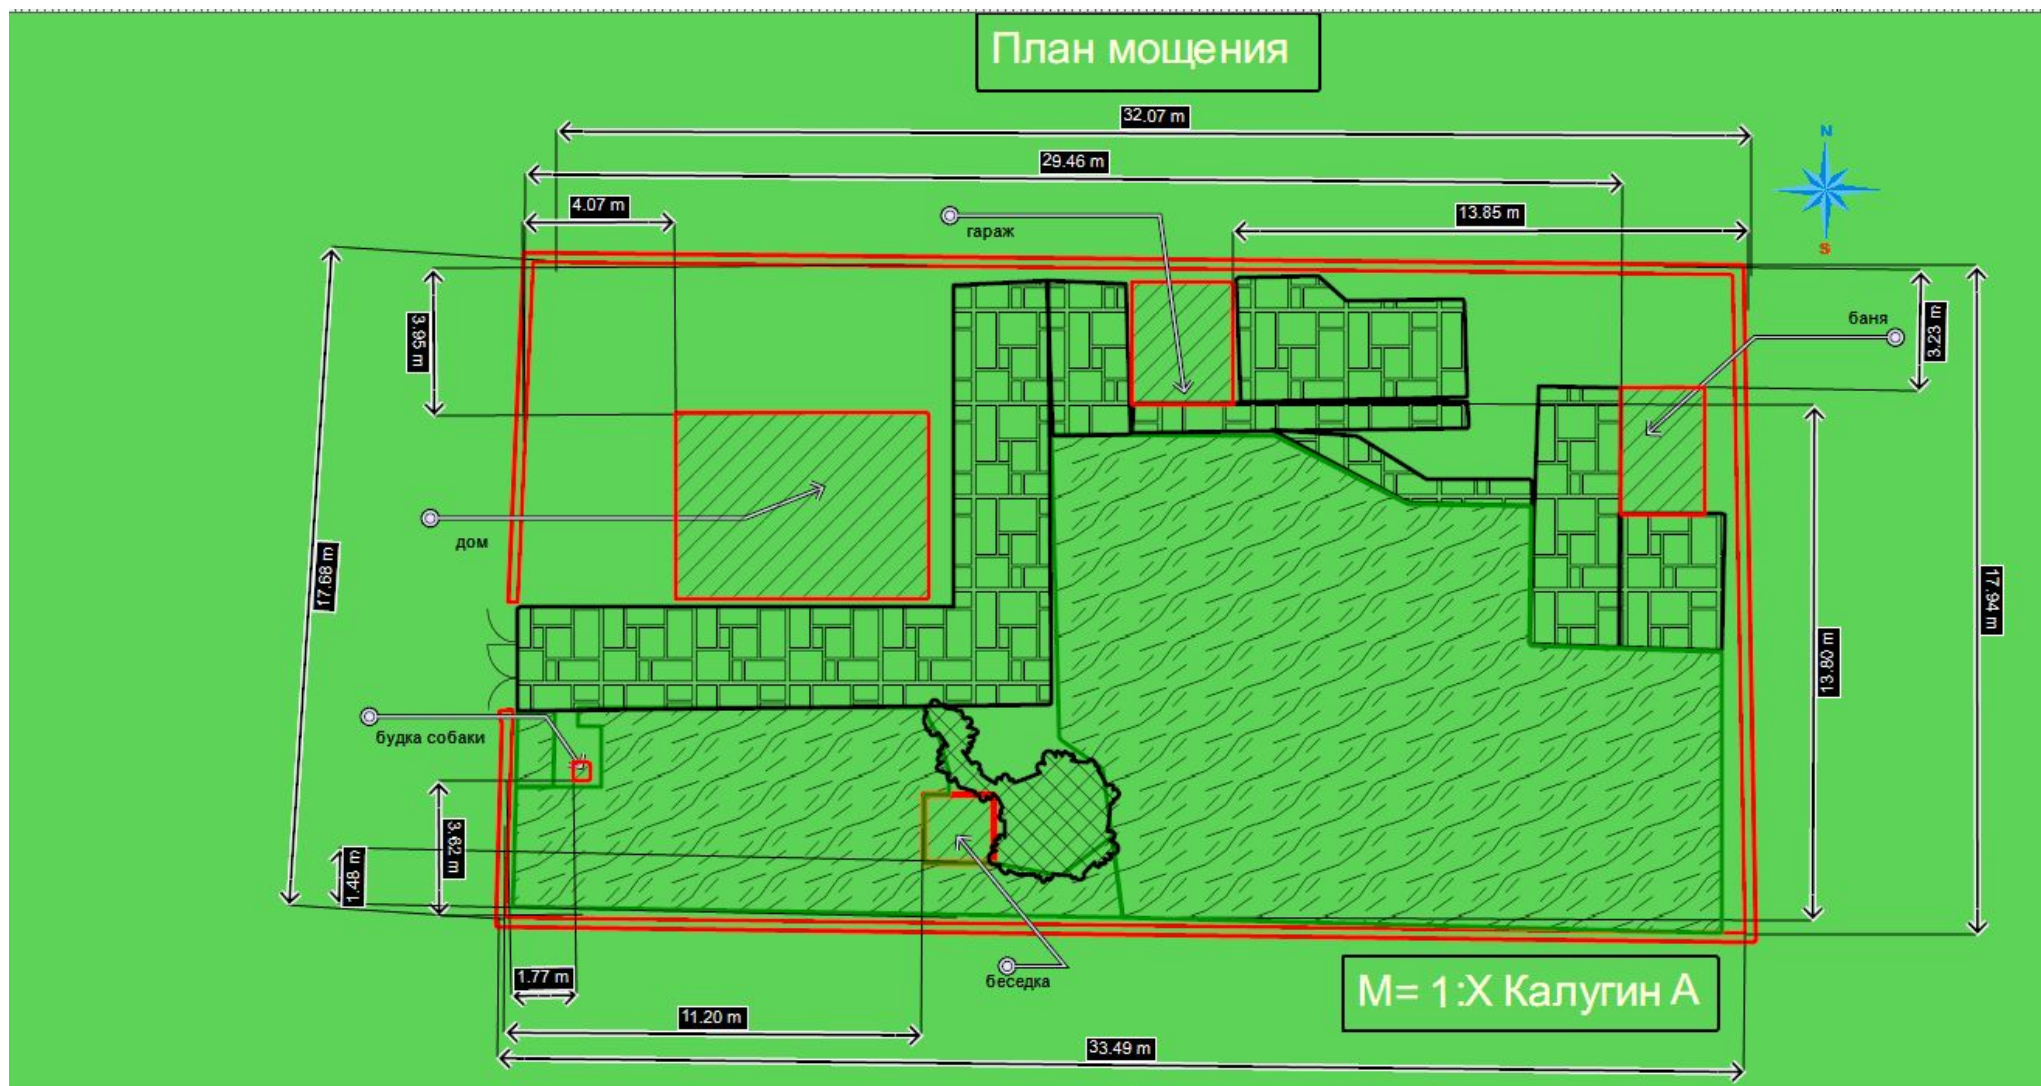 План мощения
32.07 m
N
29.46 m
4.07 m
13.85 m
гараж
S
баня
3.23 m
3.95 m
дом
17.68 m
17.94 m
13.80 m
будка собаки
3.62 m
1.48 m
1.77 m
беседка
М= 1:X Калугин А
11.20 m
33.49 m